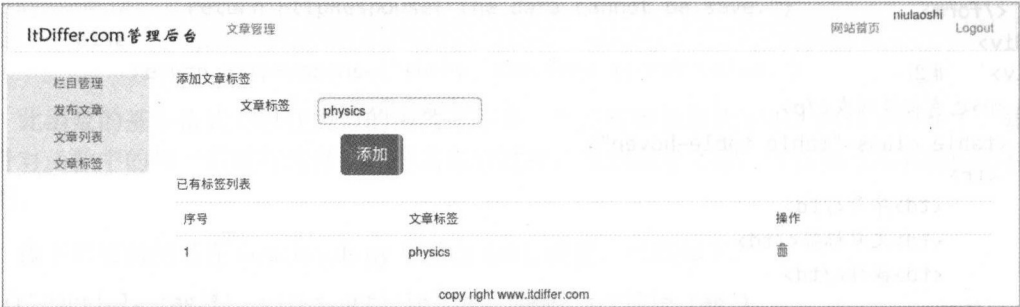 ItDiffer.com管理后台 文章管理 网站首页 niulaoshi Logout
栏目管理
发布文章
文章列表
文章标签
添加文章标签
文章标签 physics
添加
已有标签列表
序号 文章标签 操作
1 physics
copy right www.itdiffer.com